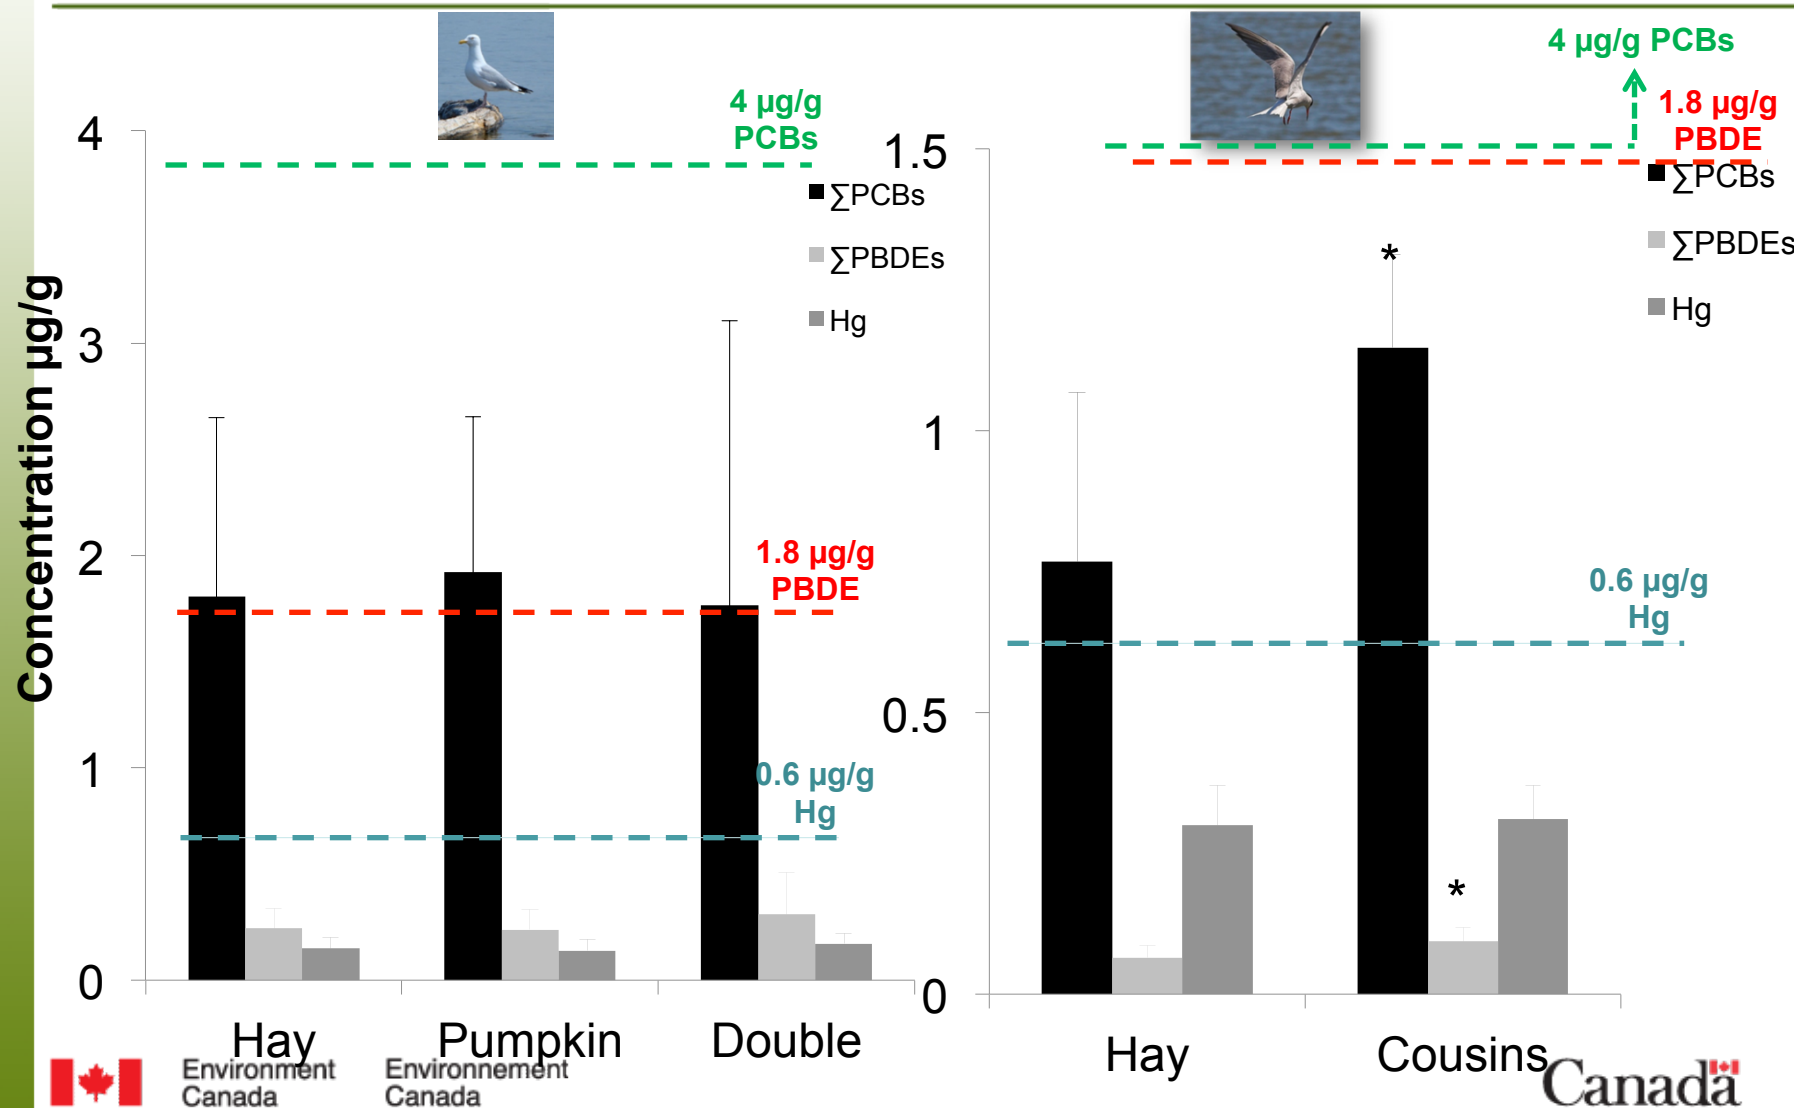 4 µg/g
PCBs
4
3
2
1
0
Concentration µg/g
∑PCBs
∑PBDEs
Hg
1.8 µg/g
PBDE
0.6 µg/g
Hg
Hay
Pumpkin
Double
4 µg/g PCBs
1.8 µg/g
PBDE
1.5
1
0.5
0
∑PCBs
∑PBDEs
Hg
*
0.6 µg/g
Hg
*
Hay
Cousins
Environment
Canada
Environnement
Canada
Canada